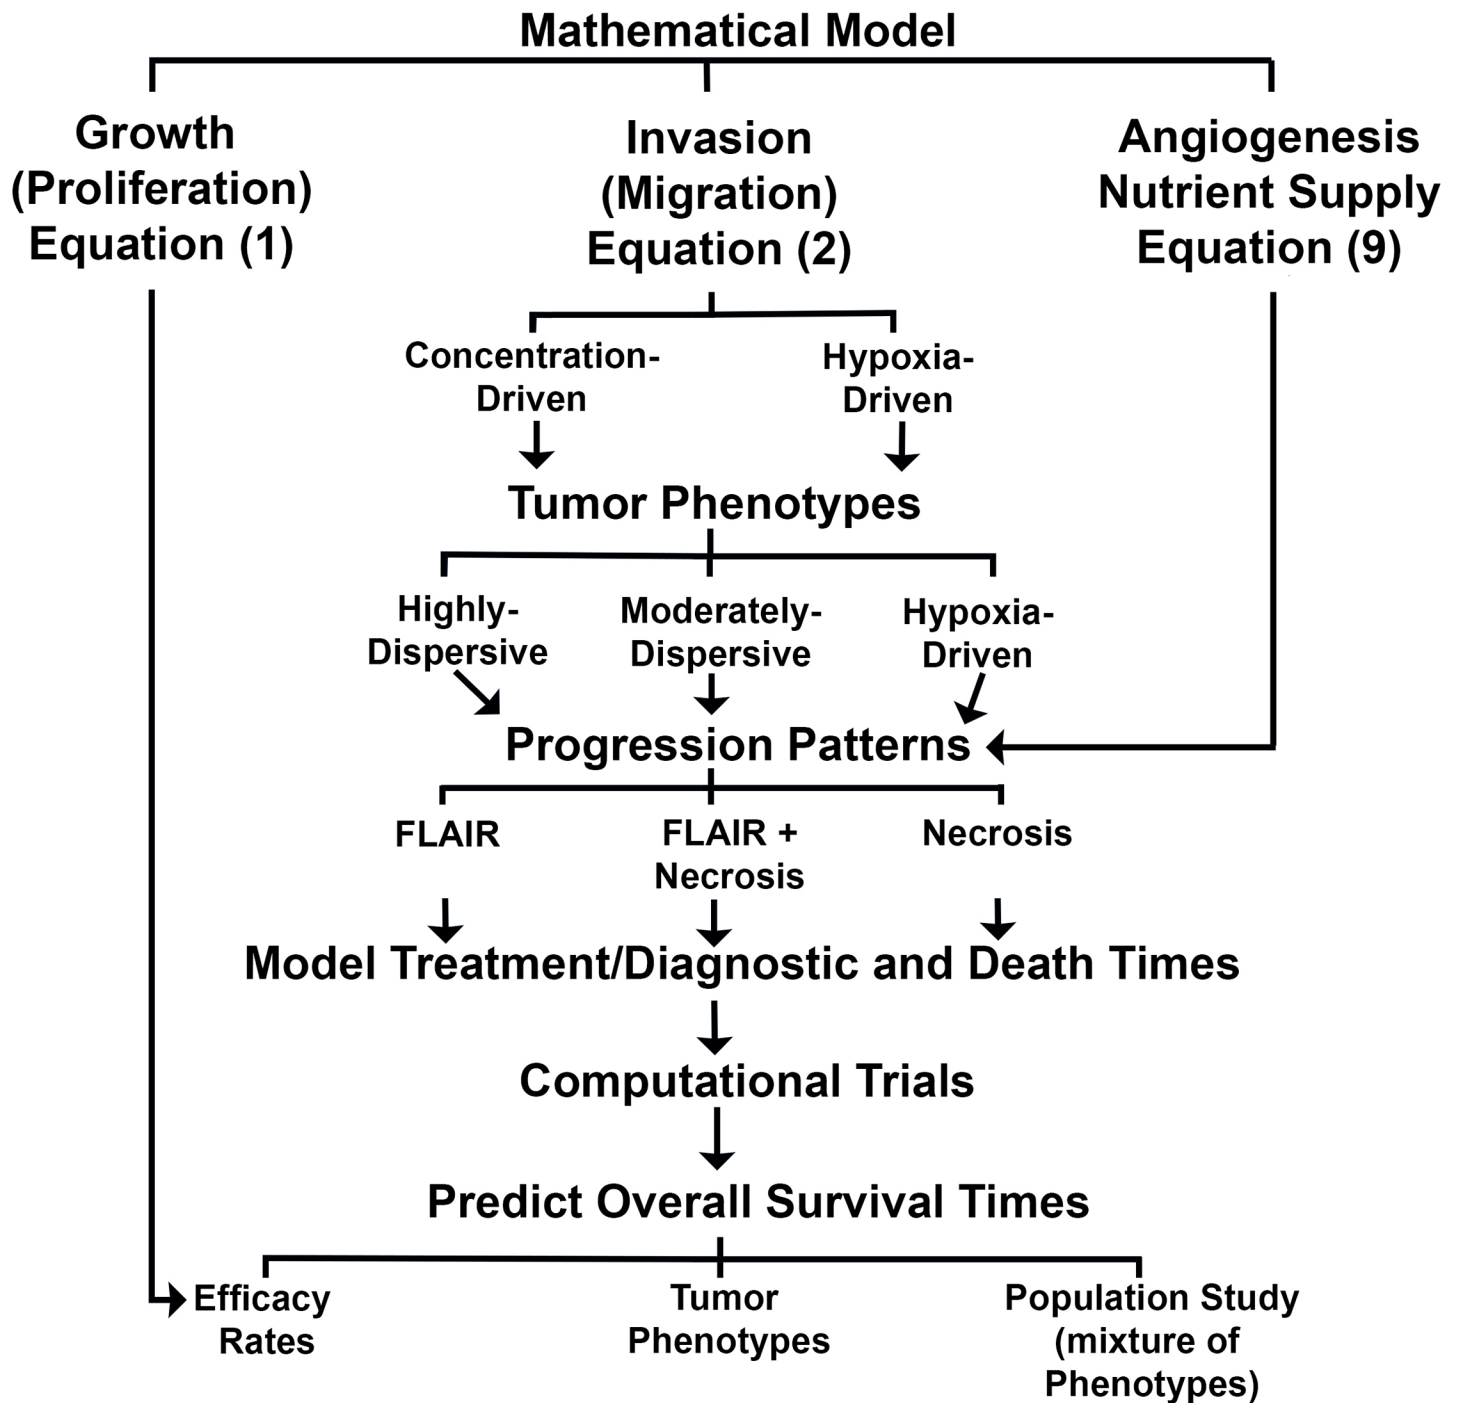 Mathematical Model
Growth
(Proliferation)
Equation (1)
Invasion
(Migration)
Equation (2)
Angiogenesis
Nutrient Supply
Equation (9)
Concentration-
Driven
Hypoxia-
Driven
Tumor Phenotypes
Highly-
Dispersive
Moderately-
Dispersive
Hypoxia-
Driven
Progression Patterns
FLAIR
FLAIR +
Necrosis
Necrosis
Model Treatment/Diagnostic and Death Times
Computational Trials
Predict Overall Survival Times
Efficacy
Rates
Tumor
Phenotypes
Population Study
(mixture of
Phenotypes)